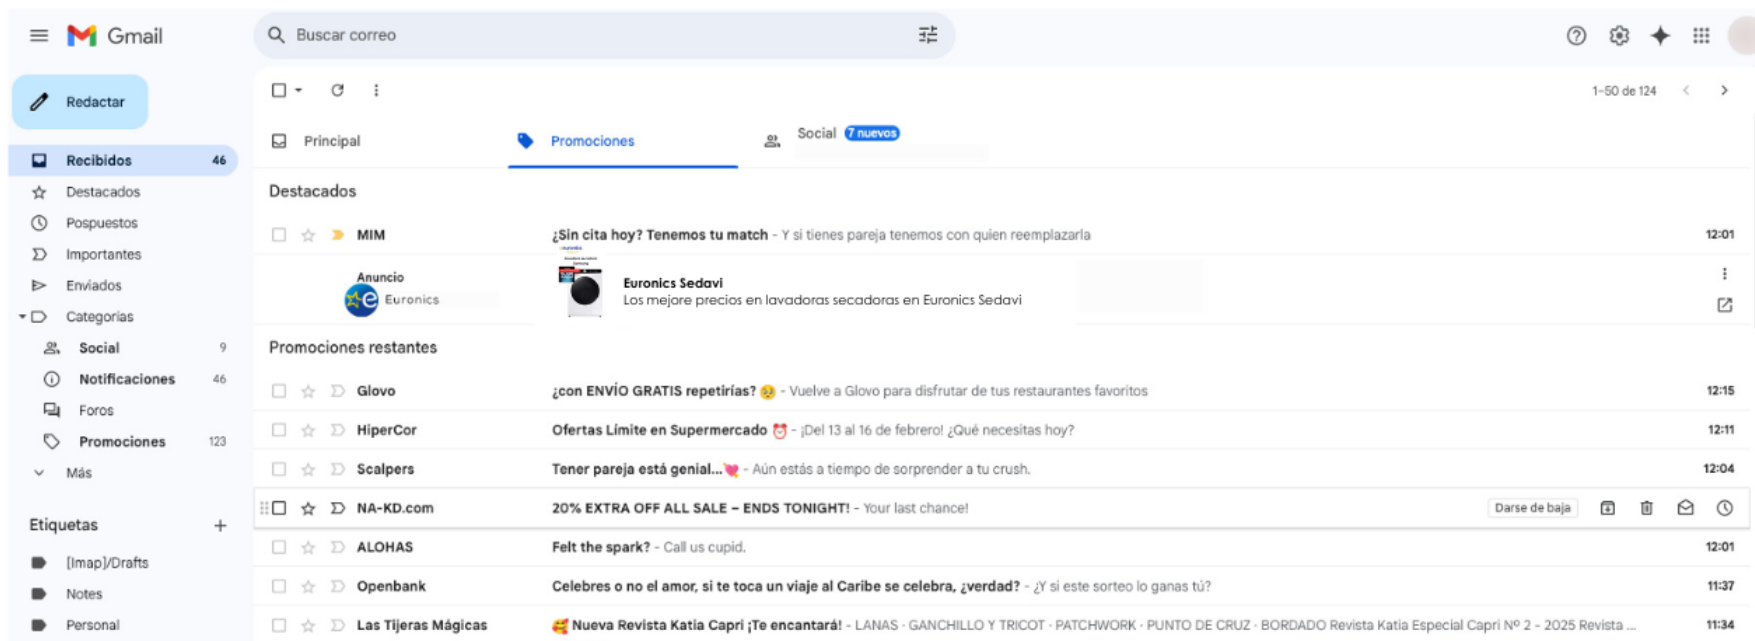 Gmail
Buscar correo
Redactar
1-50 de 124
Principal
Promociones
Social 7 nuevos
Recibidos 46
Destacados
Pospuestos
Importantes
Enviados
Categorías
Social 9
Notificaciones 46
Foros
Promociones 123
Más
Etiquetas +
[Imap]/Drafts
Notes
Personal
Destacados
MIM ¿Sin cita hoy? Tenemos tu match - Y si tienes pareja tenemos con quien reemplazarla 12:01
Anuncio
Euronics
Euronics Sedavi
Los mejore precios en lavadoras secadoras en Euronics Sedavi
Promociones restantes
Glovo ¿con ENVÍO GRATIS repetirías? 🥺 - Vuelve a Glovo para disfrutar de tus restaurantes favoritos 12:15
HiperCor Ofertas Límite en Supermercado ⏰ - ¡Del 13 al 16 de febrero! ¿Qué necesitas hoy? 12:11
Scalpers Tener pareja está genial...💘 - Aún estás a tiempo de sorprender a tu crush. 12:04
NA-KD.com 20% EXTRA OFF ALL SALE – ENDS TONIGHT! - Your last chance! Darse de baja
ALOHAS Felt the spark? - Call us cupid. 12:01
Openbank Celebres o no el amor, si te toca un viaje al Caribe se celebra, ¿verdad? - ¿Y si este sorteo lo ganas tú? 11:37
Las Tijeras Mágicas 🥰 Nueva Revista Katia Capri ¡Te encantará! - LANAS · GANCHILLO Y TRICOT · PATCHWORK · PUNTO DE CRUZ · BORDADO Revista Katia Especial Capri Nº 2 - 2025 Revista ... 11:34